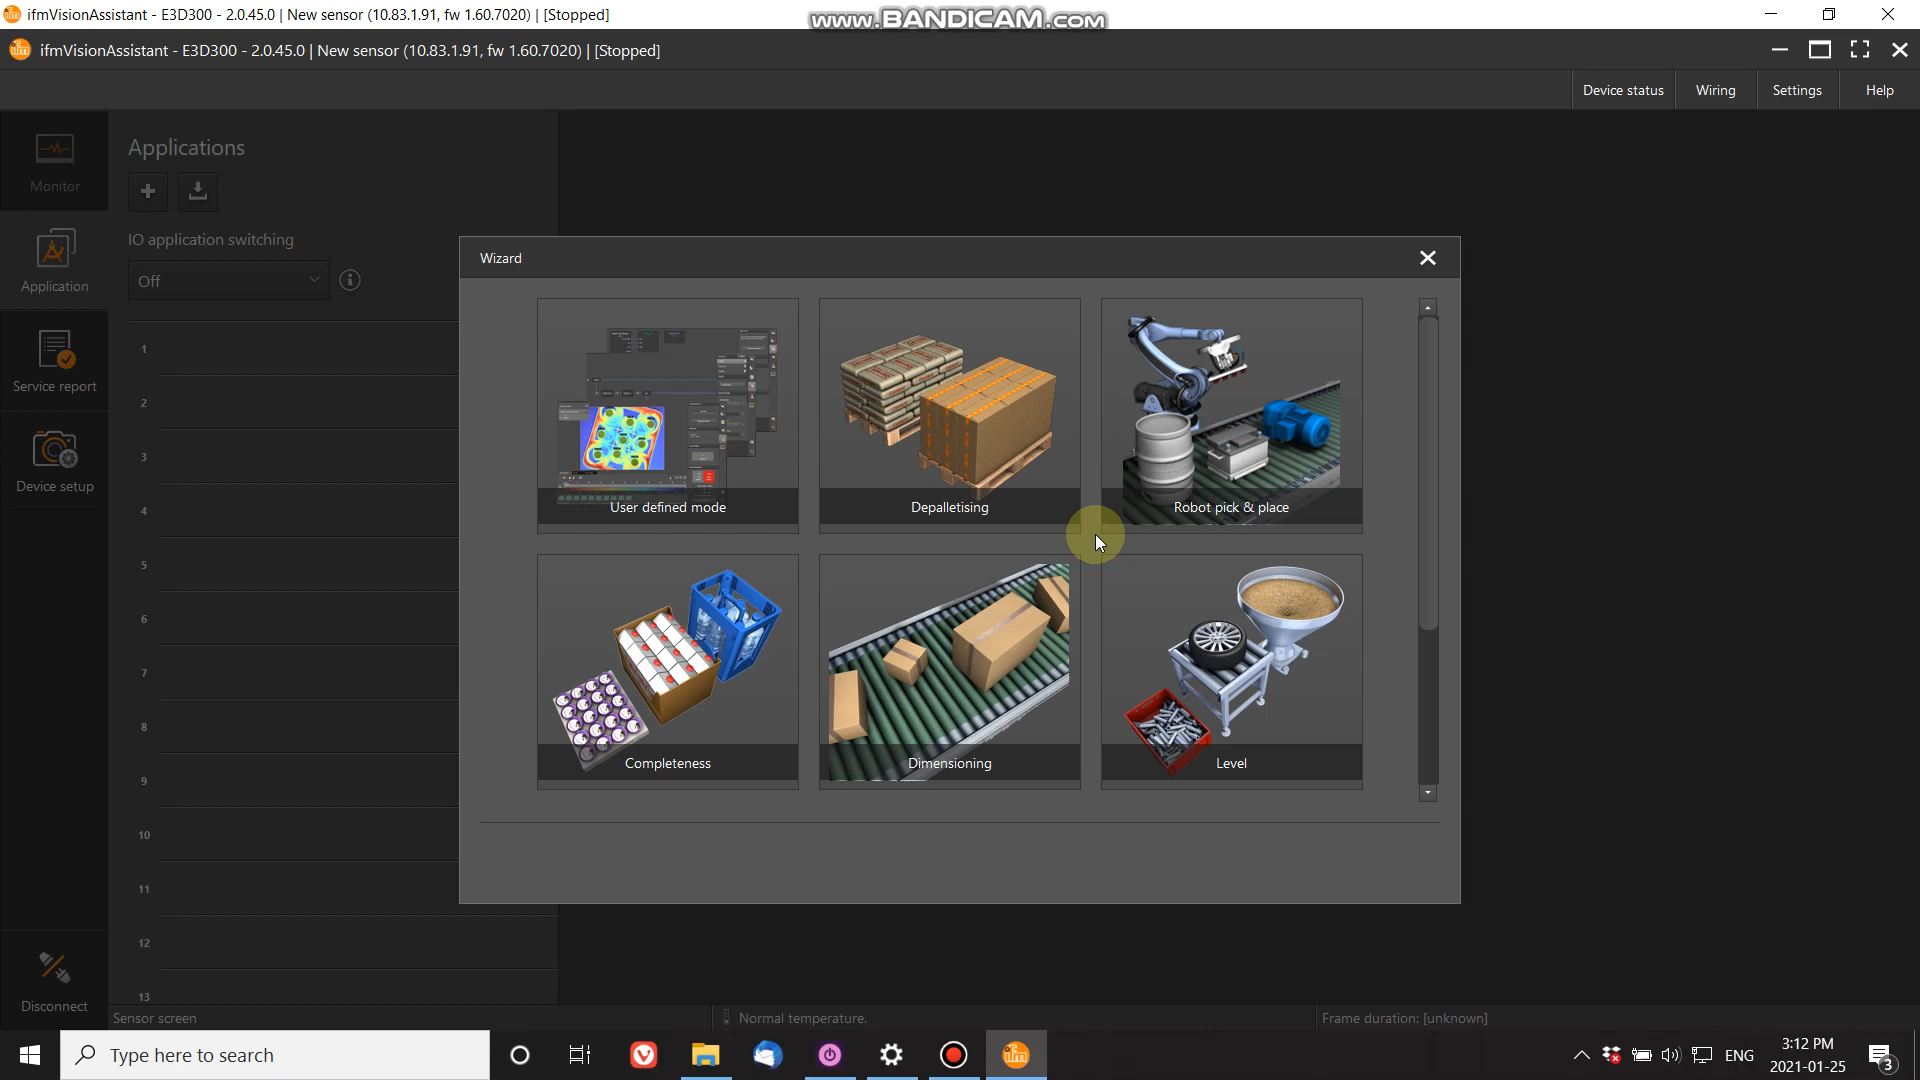 ifmVisionAssistant - E3D300 - 2.0.45.0 | New sensor (10.83.1.91, fw 1.60.7020) | [Stopped]
www.BANDICAM.com
ifmVisionAssistant - E3D300 - 2.0.45.0 | New sensor (10.83.1.91, fw 1.60.7020) | [Stopped]
Device status
Wiring
Settings
Help
Monitor
Application
Service report
Device setup
Disconnect
Applications
IO application switching
Off
1
2
3
4
5
6
7
8
9
10
11
12
13
Wizard
User defined mode
Depalletising
Robot pick & place
Completeness
Dimensioning
Level
Sensor screen
Normal temperature.
Frame duration: [unknown]
Type here to search
ifm
ENG
3:12 PM
2021-01-25
3